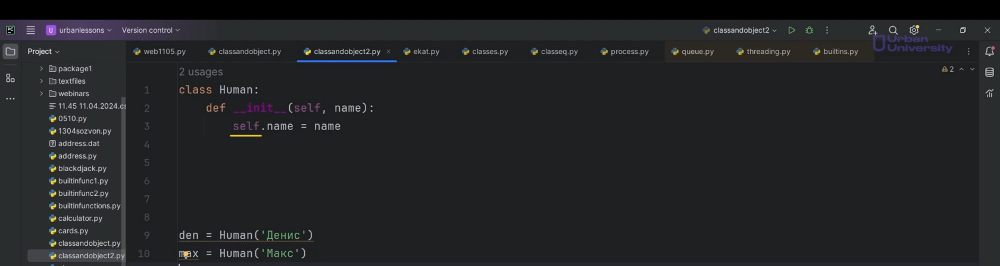 PC U urbanlessons Version control classandobject2
Urban
University
Project web1105.py classandobject.py classandobject2.py ekat.py classes.py classeq.py process.py queue.py threading.py builtins.py
package1
textfiles
webinars
11.45 11.04.2024.cs
0510.py
1304sozvon.py
address.dat
address.py
blackdjack.py
builtinfunc1.py
builtinfunc2.py
builtinfunctions.py
calculator.py
cards.py
classandobject.py
classandobject2.py
2 usages
2
1 class Human:
2 def __init__(self, name):
3 self.name = name
4
5
6
7
8
9 den = Human('Денис')
10 max = Human('Макс')